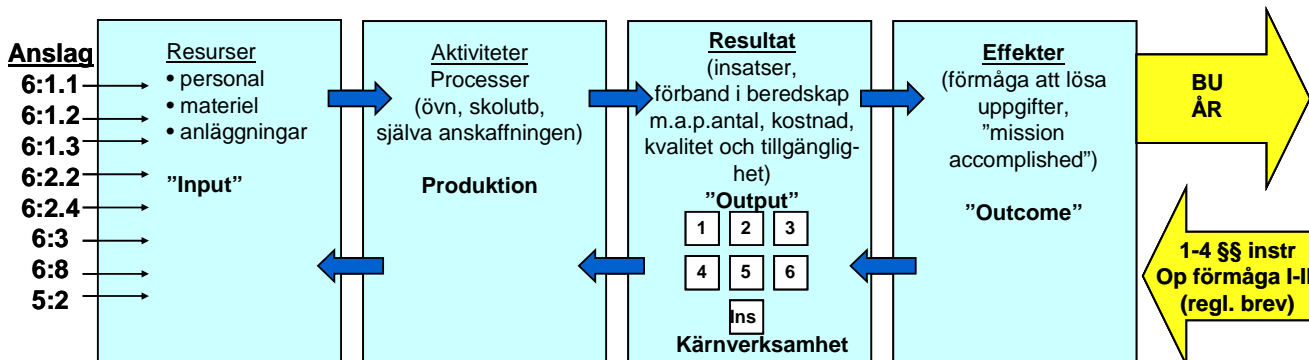 Anslag
6:1.1
6:1.2
6:1.3
6:2.2
6:2.4
6:3
6:8
5:2
Resurser
• personal
• materiel
• anläggningar
”Input”
Aktiviteter
Processer
(övn, skolutb,
själva anskaffningen)
Produktion
Resultat
(insatser,
förband i beredskap
m.a.p.antal, kostnad,
kvalitet och tillgänglig-
het)
”Output”
1 2 3
4 5 6
Ins
Kärnverksamhet
Effekter
(förmåga att lösa
uppgifter,
”mission
accomplished”)
”Outcome”
BU
ÅR
1-4 §§ instr
Op förmåga I-II
(regl. brev)